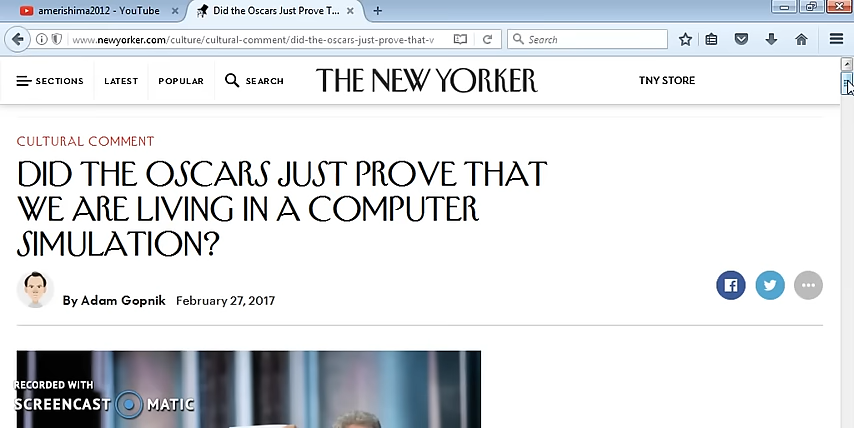 amerishima2012 - YouTube
Did the Oscars Just Prove T...
www.newyorker.com/culture/cultural-comment/did-the-oscars-just-prove-that-v
Search
SECTIONS
LATEST
POPULAR
SEARCH
THE NEW YORKER
TNY STORE
CULTURAL COMMENT
DID THE OSCARS JUST PROVE THAT
WE ARE LIVING IN A COMPUTER
SIMULATION?
By Adam Gopnik February 27, 2017
RECORDED WITH
SCREENCAST MATIC